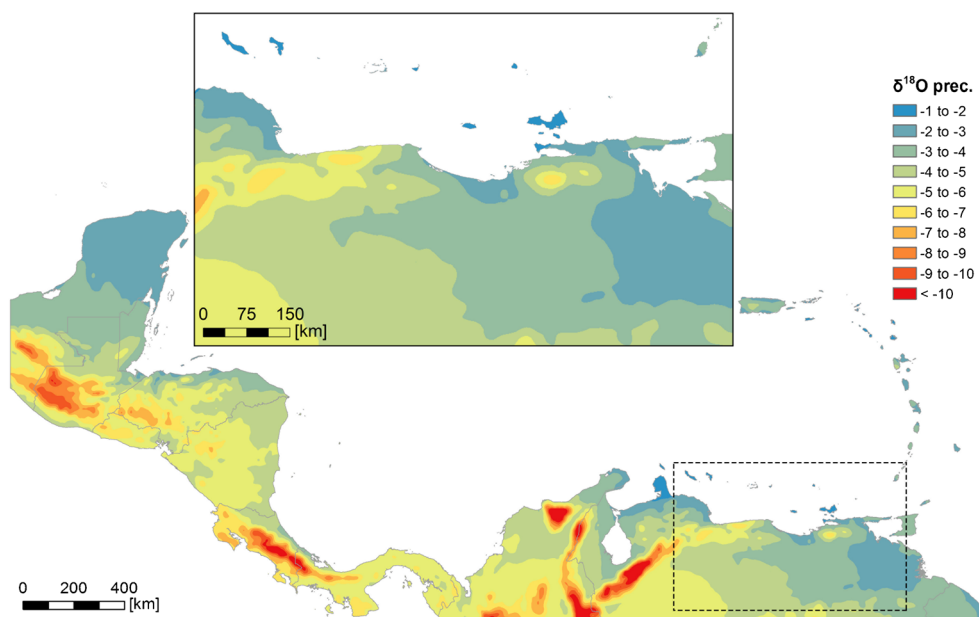 δ¹⁸O prec.
-1 to -2
-2 to -3
-3 to -4
-4 to -5
-5 to -6
-6 to -7
-7 to -8
-8 to -9
-9 to -10
< -10
0 75 150
[km]
0 200 400
[km]